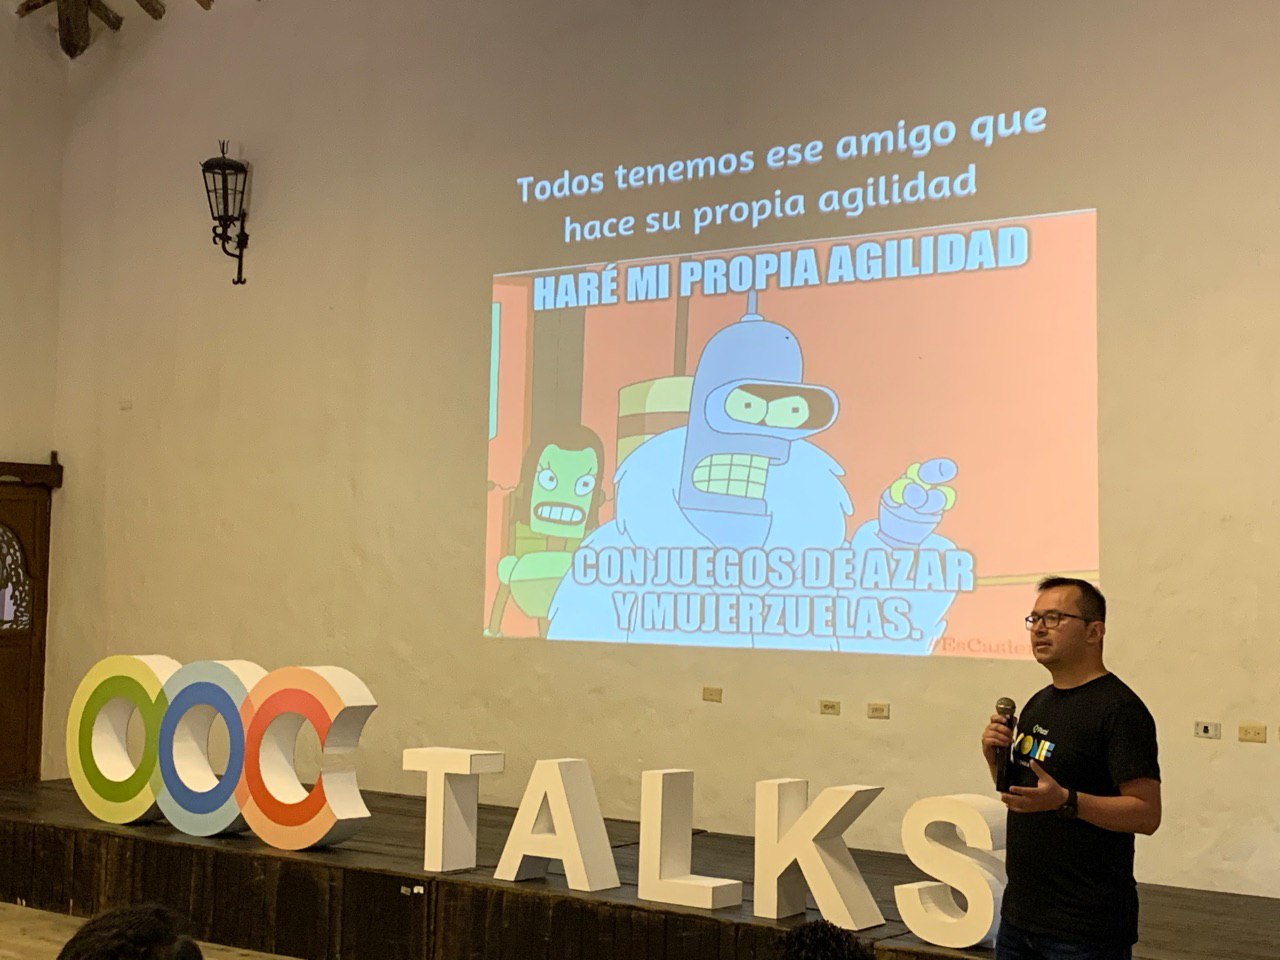 Todos tenemos ese amigo que
hace su propia agilidad
HARÉ MI PROPIA AGILIDAD
CON JUEGOS DE AZAR
Y MUJERZUELAS.
OOC TALKS